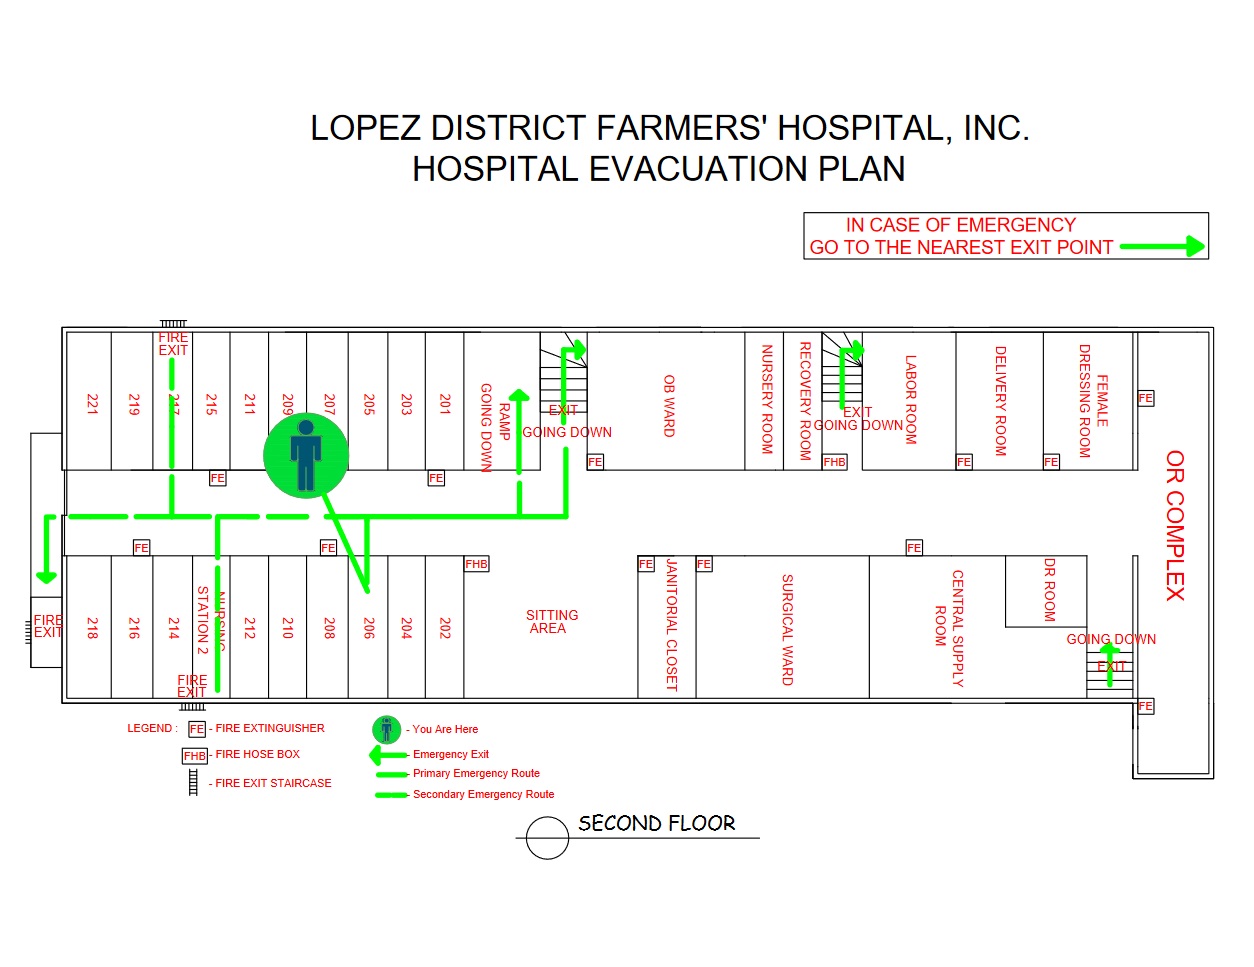 LOPEZ DISTRICT FARMERS' HOSPITAL, INC.
HOSPITAL EVACUATION PLAN
IN CASE OF EMERGENCY
GO TO THE NEAREST EXIT POINT
FIRE
EXIT
221
219
217
215
211
209
207
205
203
201
RAMP
GOING DOWN
EXIT
GOING DOWN
OB WARD
NURSERY ROOM
RECOVERY ROOM
EXIT
GOING DOWN
LABOR ROOM
DELIVERY ROOM
FEMALE
DRESSING ROOM
FE
FE
FE
FE
FHB
FE
FE
OR COMPLEX
FE
FE
FHB
FE
FE
FE
FIRE
EXIT
218
216
214
NURSING
STATION 2
FIRE
EXIT
212
210
208
206
204
202
SITTING
AREA
JANITORIAL CLOSET
SURGICAL WARD
CENTRAL SUPPLY
ROOM
DR ROOM
GOING DOWN
EXIT
FE
LEGEND :
FE - FIRE EXTINGUISHER
FHB - FIRE HOSE BOX
- FIRE EXIT STAIRCASE
- You Are Here
- Emergency Exit
- Primary Emergency Route
- Secondary Emergency Route
SECOND FLOOR